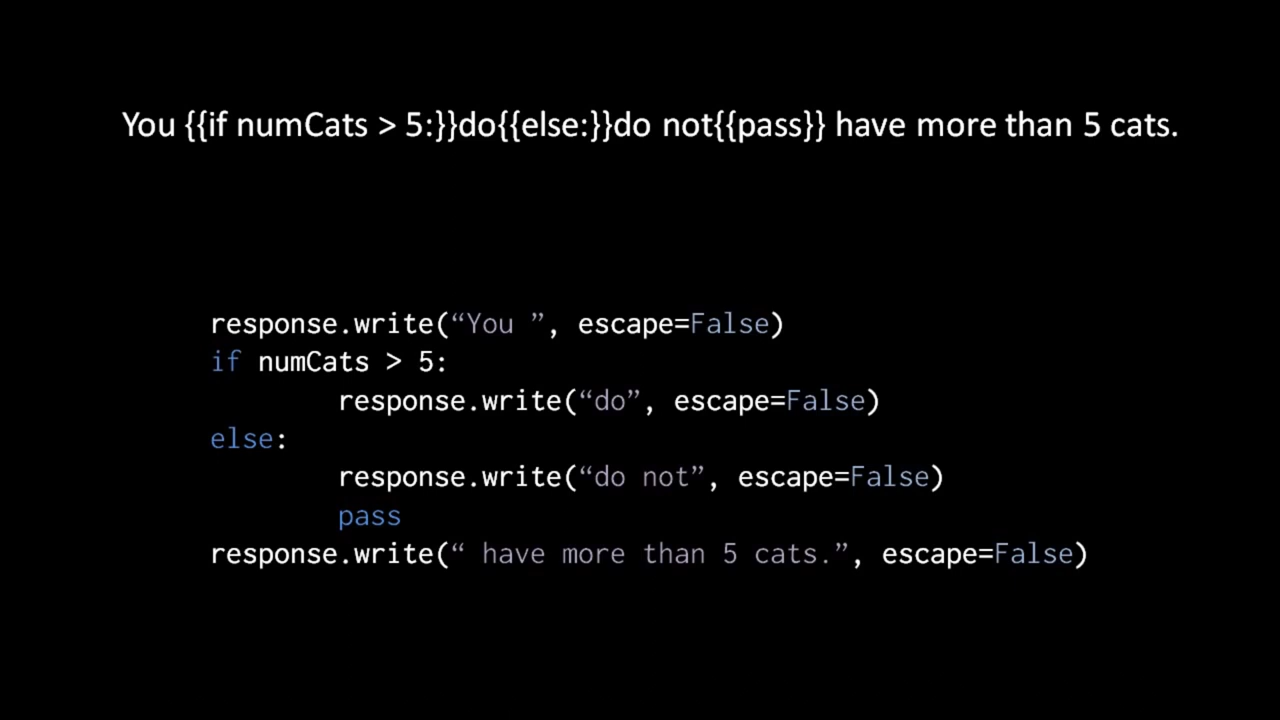 You {{if numCats > 5:}}do{{else:}}do not{{pass}} have more than 5 cats.
response.write(“You ”, escape=False)
if numCats > 5:
response.write(“do”, escape=False)
else:
response.write(“do not”, escape=False)
pass
response.write(“ have more than 5 cats.”, escape=False)